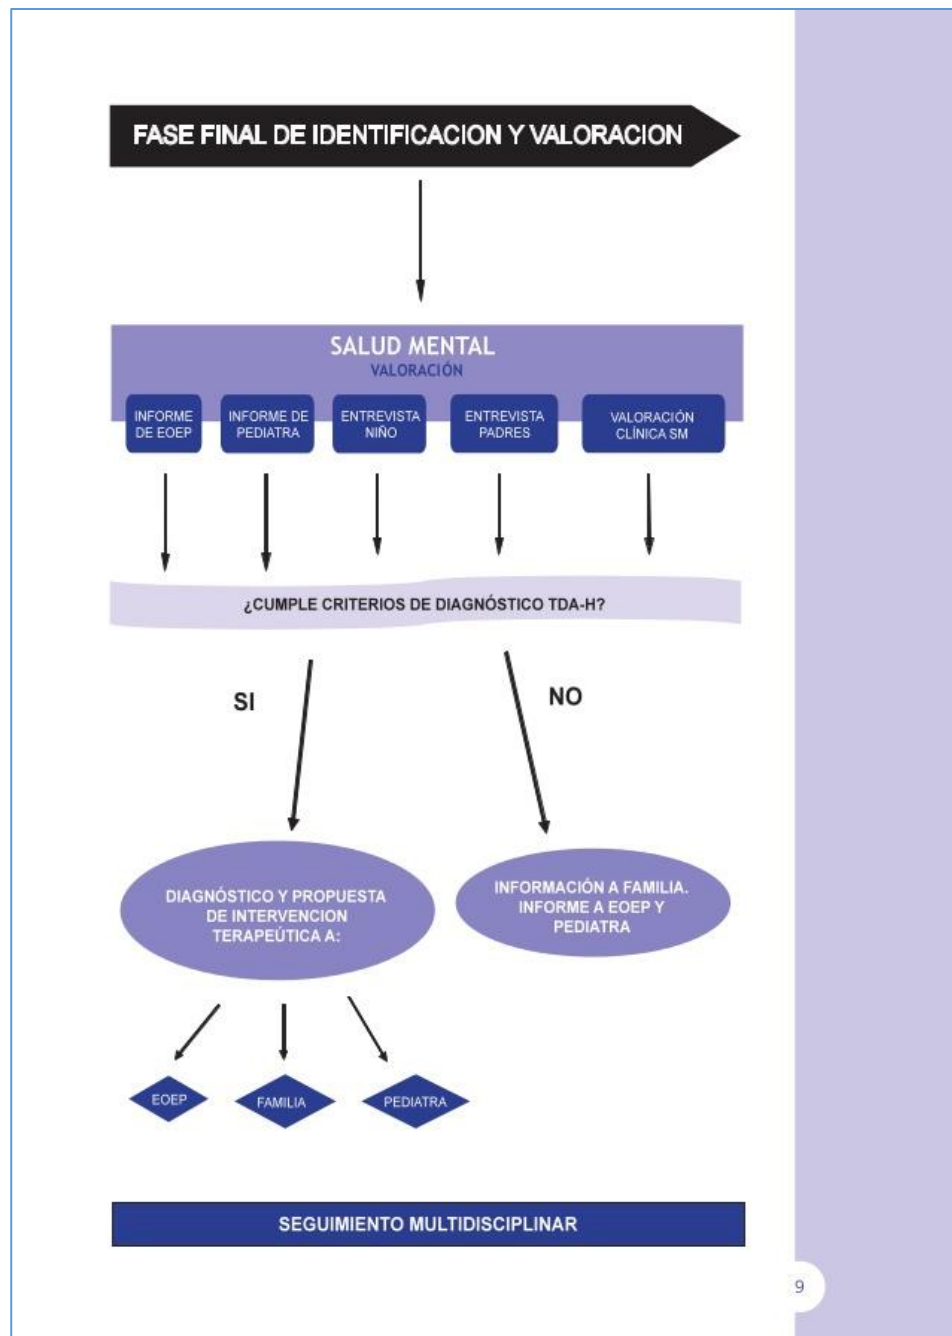 FASE FINAL DE IDENTIFICACION Y VALORACION
SALUD MENTAL
VALORACIÓN
INFORME
DE EOEP
INFORME DE
PEDIATRA
ENTREVISTA
NIÑO
ENTREVISTA
PADRES
VALORACIÓN
CLÍNICA SM
¿CUMPLE CRITERIOS DE DIAGNÓSTICO TDA-H?
SI
NO
DIAGNÓSTICO Y PROPUESTA
DE INTERVENCION
TERAPEÚTICA A:
INFORMACIÓN A FAMILIA.
INFORME A EOEP Y
PEDIATRA
EOEP
FAMILIA
PEDIATRA
SEGUIMIENTO MULTIDISCIPLINAR
9